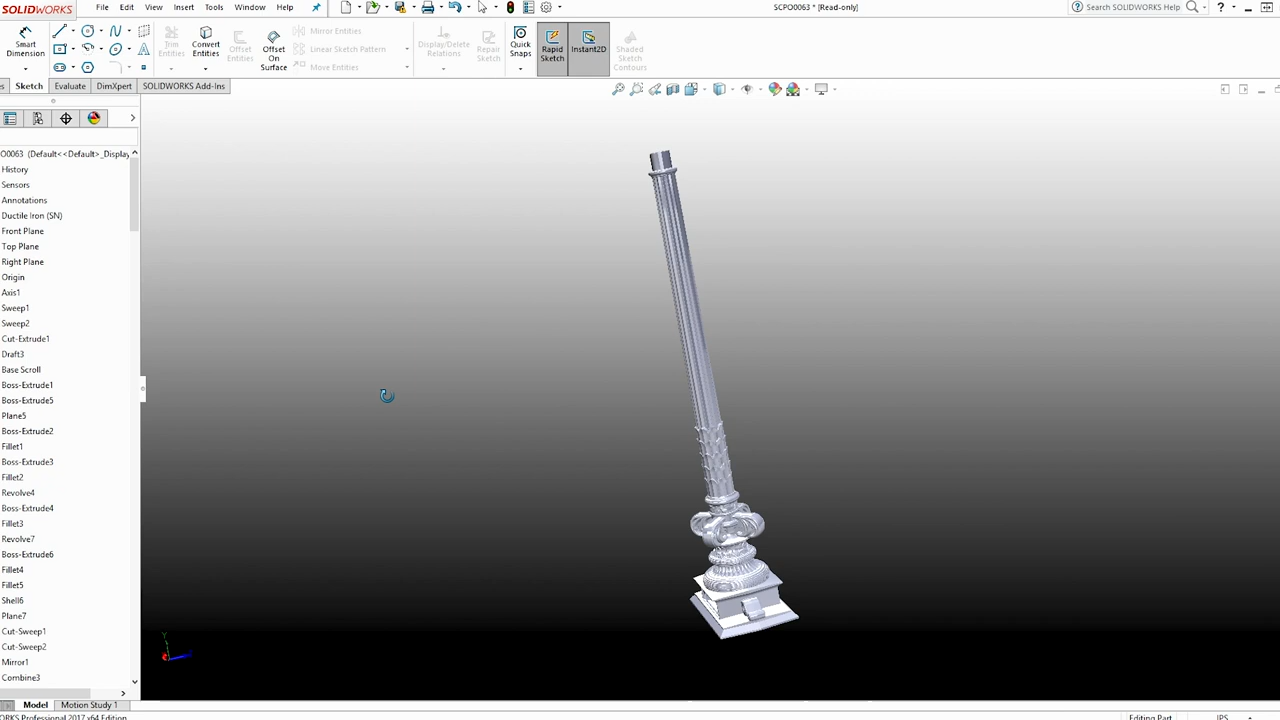 SOLIDWORKS File Edit View Insert Tools Window Help SCPO0063 * [Read-only] Search SOLIDWORKS Help ?
Smart Dimension
Trim Entities
Convert Entities
Offset Entities
Offset On Surface
Mirror Entities
Linear Sketch Pattern
Move Entities
Display/Delete Relations
Repair Sketch
Quick Snaps
Rapid Sketch
Instant2D
Shaded Sketch Contours
Sketch Evaluate DimXpert SOLIDWORKS Add-Ins
O0063 (Default<<Default>_Display
History
Sensors
Annotations
Ductile Iron (SN)
Front Plane
Top Plane
Right Plane
Origin
Axis1
Sweep1
Sweep2
Cut-Extrude1
Draft3
Base Scroll
Boss-Extrude1
Boss-Extrude5
Plane5
Boss-Extrude2
Fillet1
Boss-Extrude3
Fillet2
Revolve4
Boss-Extrude4
Fillet3
Revolve7
Boss-Extrude6
Fillet4
Fillet5
Shell6
Plane7
Cut-Sweep1
Cut-Sweep2
Mirror1
Combine3
Y
Model Motion Study 1
ORKS Professional 2017 x64 Edition Editing Part IPS